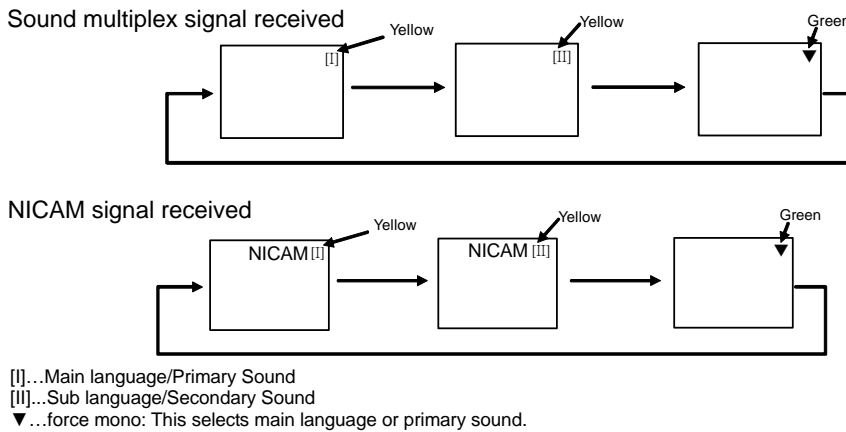 Sound multiplex signal received
Yellow Yellow Green
[I] [II] ▼
NICAM signal received
Yellow Yellow Green
NICAM [I] NICAM [II] ▼
[I]…Main language/Primary Sound
[II]...Sub language/Secondary Sound
▼…force mono: This selects main language or primary sound.